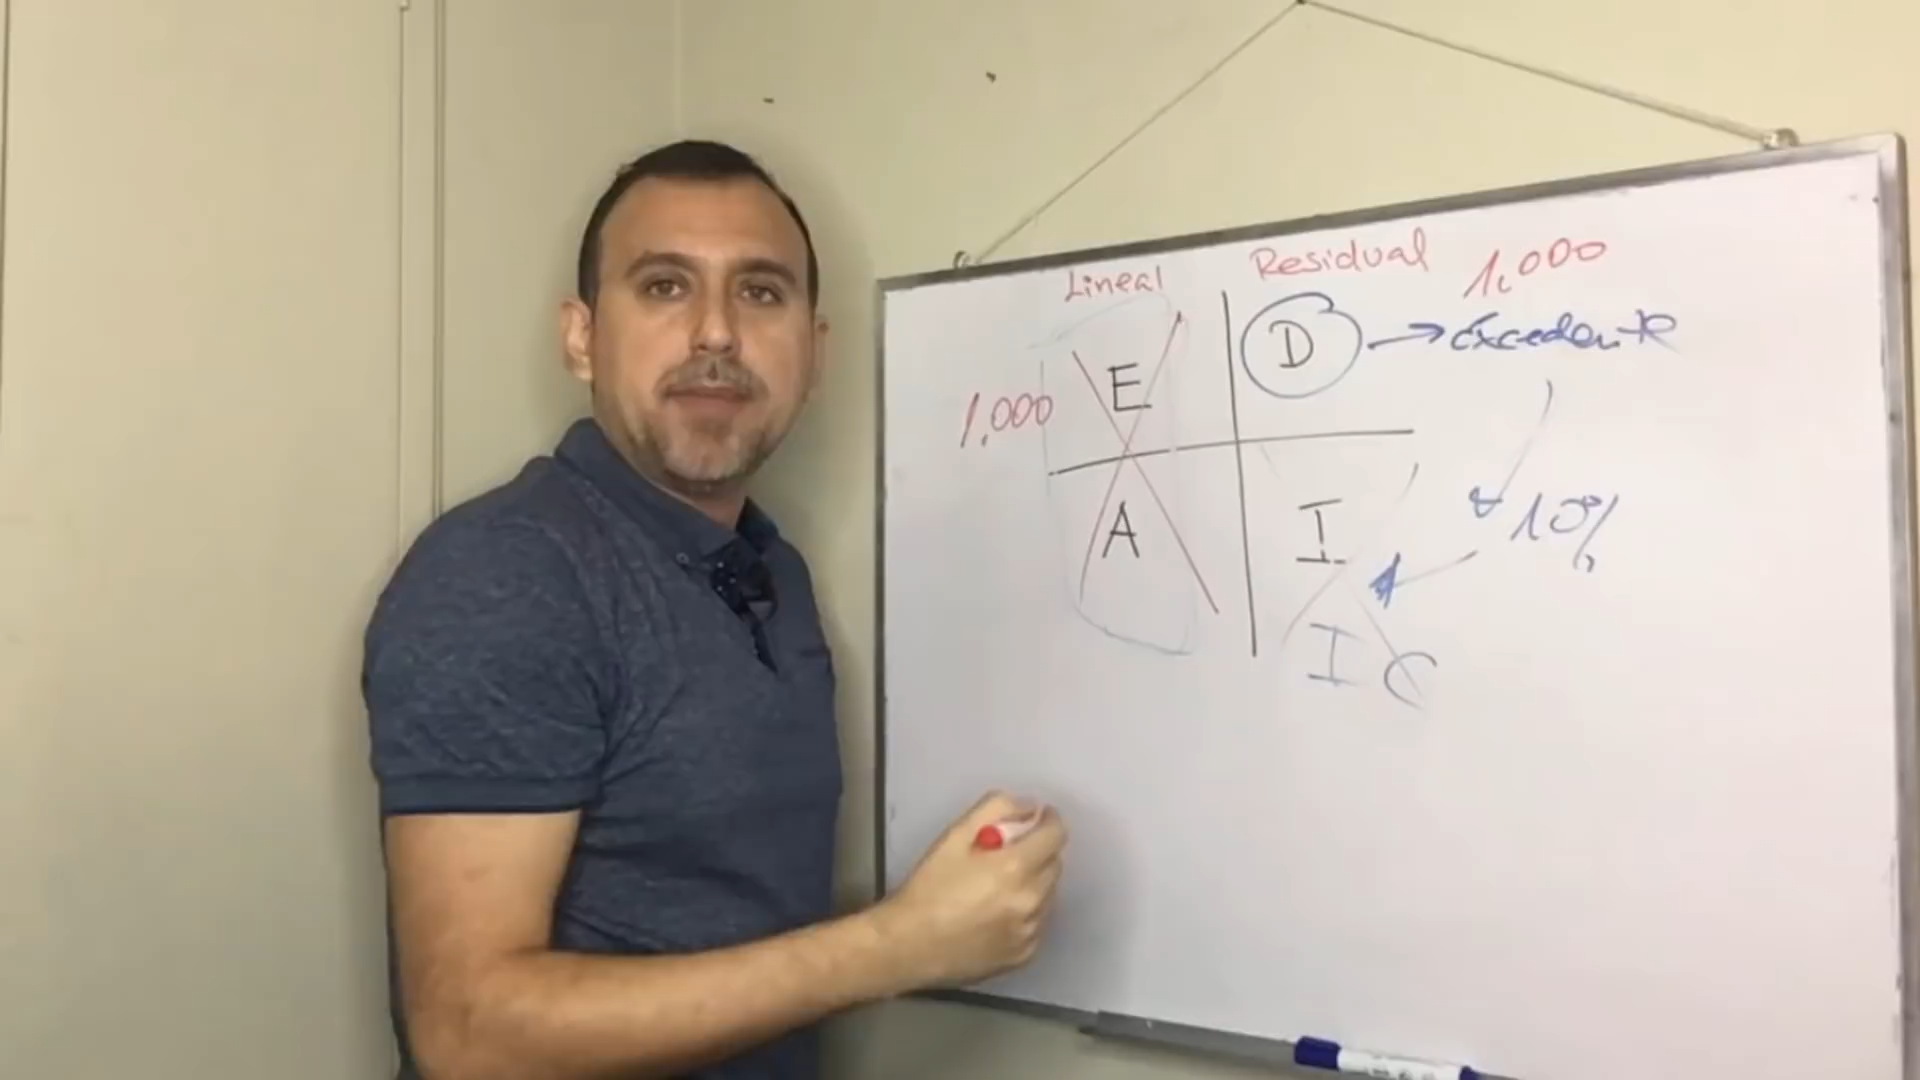 Lineal
Residual
1,000
E
D → excedente
1,000
A
I
10%
I C